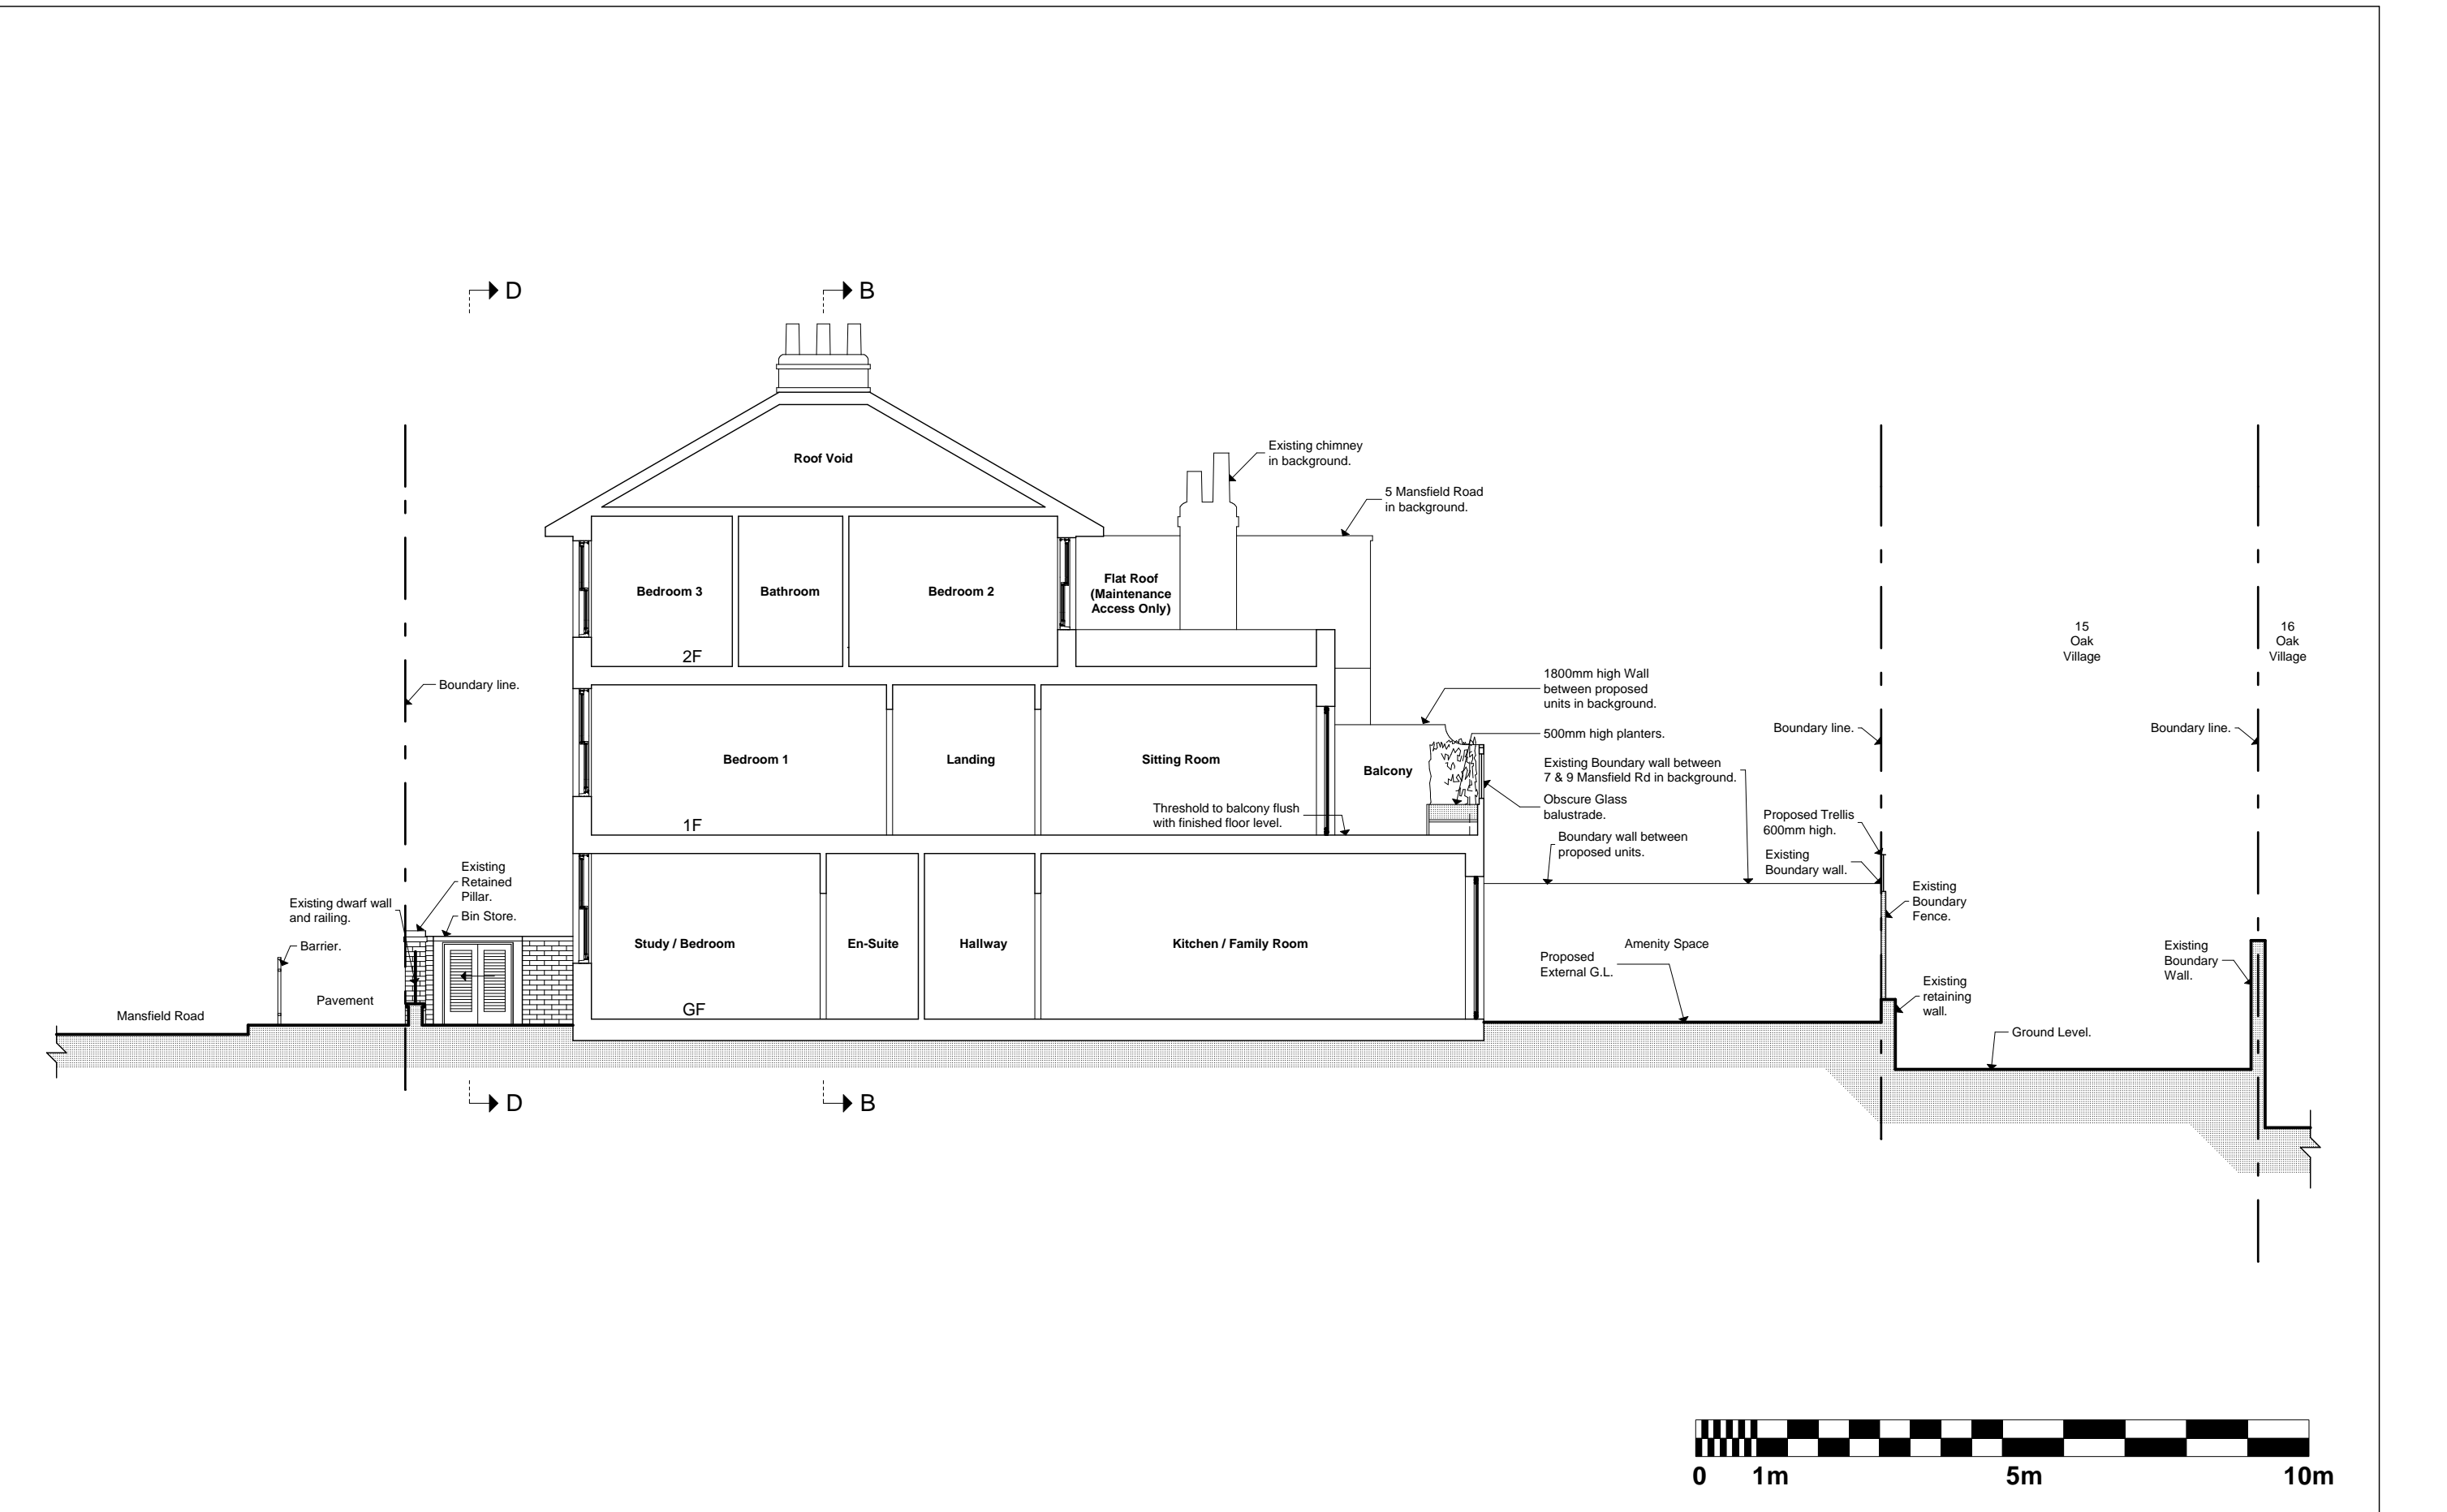 D
B
Roof Void
Existing chimney
in background.
5 Mansfield Road
in background.
Bedroom 3
Bathroom
Bedroom 2
Flat Roof
(Maintenance
Access Only)
2F
15
Oak
Village
16
Oak
Village
Boundary line.
1800mm high Wall
between proposed
units in background.
500mm high planters.
Boundary line.
Boundary line.
Bedroom 1
Landing
Sitting Room
Balcony
Existing Boundary wall between
7 & 9 Mansfield Rd in background.
Obscure Glass
balustrade.
Threshold to balcony flush
with finished floor level.
1F
Boundary wall between
proposed units.
Proposed Trellis
600mm high.
Existing
Boundary wall.
Existing
Retained
Pillar.
Existing dwarf wall
and railing.
Bin Store.
Barrier.
Existing
Boundary
Fence.
Study / Bedroom
En-Suite
Hallway
Kitchen / Family Room
Amenity Space
Proposed
External G.L.
Existing
Boundary
Wall.
Existing
retaining
wall.
Pavement
Mansfield Road
GF
Ground Level.
D
B
0 1m 5m 10m